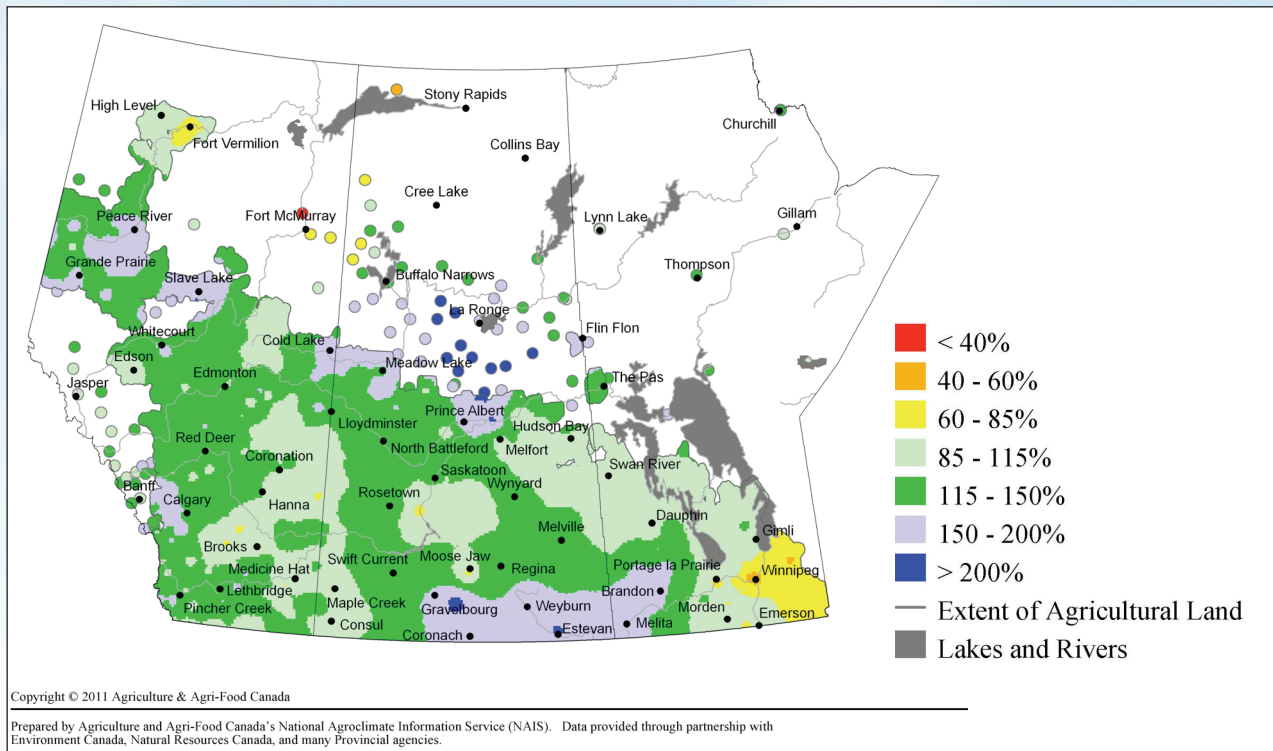 High Level
Fort Vermilion
Stony Rapids
Churchill
Collins Bay
Cree Lake
Peace River
Fort McMurray
Lynn Lake
Gillam
Grande Prairie
Slave Lake
Buffalo Narrows
Thompson
La Ronge
Whitecourt
Cold Lake
Flin Flon
Edson
Meadow Lake
Jasper
Edmonton
The Pas
Prince Albert
Lloydminster
Hudson Bay
Red Deer
North Battleford
Melfort
Coronation
Saskatoon
Swan River
Banff
Calgary
Hanna
Rosetown
Wynyard
Dauphin
Melville
Gimli
Brooks
Swift Current
Moose Jaw
Regina
Portage la Prairie
Winnipeg
Medicine Hat
Lethbridge
Brandon
Pincher Creek
Maple Creek
Gravelbourg
Weyburn
Morden
Emerson
Consul
Coronach
Estevan
Melita
< 40%
40 - 60%
60 - 85%
85 - 115%
115 - 150%
150 - 200%
> 200%
Extent of Agricultural Land
Lakes and Rivers
Copyright © 2011 Agriculture & Agri-Food Canada
Prepared by Agriculture and Agri-Food Canada's National Agroclimate Information Service (NAIS). Data provided through partnership with
Environment Canada, Natural Resources Canada, and many Provincial agencies.